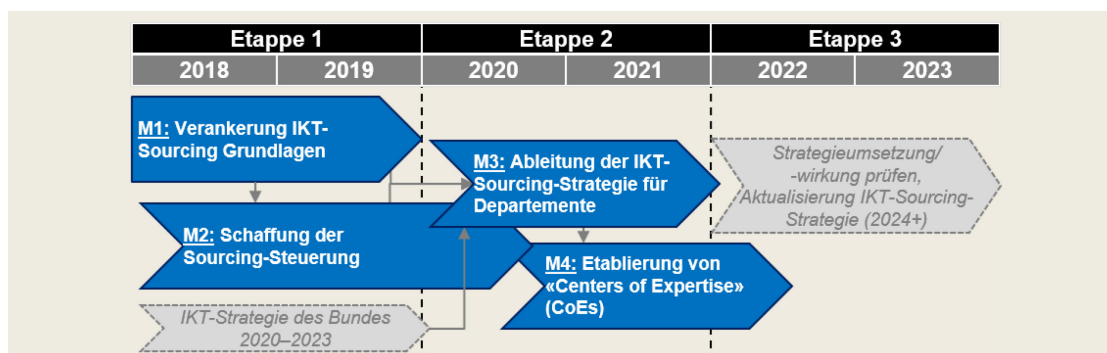 Etappe 1
Etappe 2
Etappe 3
2018
2019
2020
2021
2022
2023
M1: Verankerung IKT-
Sourcing Grundlagen
M3: Ableitung der IKT-
Sourcing-Strategie für
Departemente
Strategieumsetzung/
-wirkung prüfen,
Aktualisierung IKT-Sourcing-
Strategie (2024+)
M2: Schaffung der
Sourcing-Steuerung
M4: Etablierung von
«Centers of Expertise»
(CoEs)
IKT-Strategie des Bundes
2020–2023